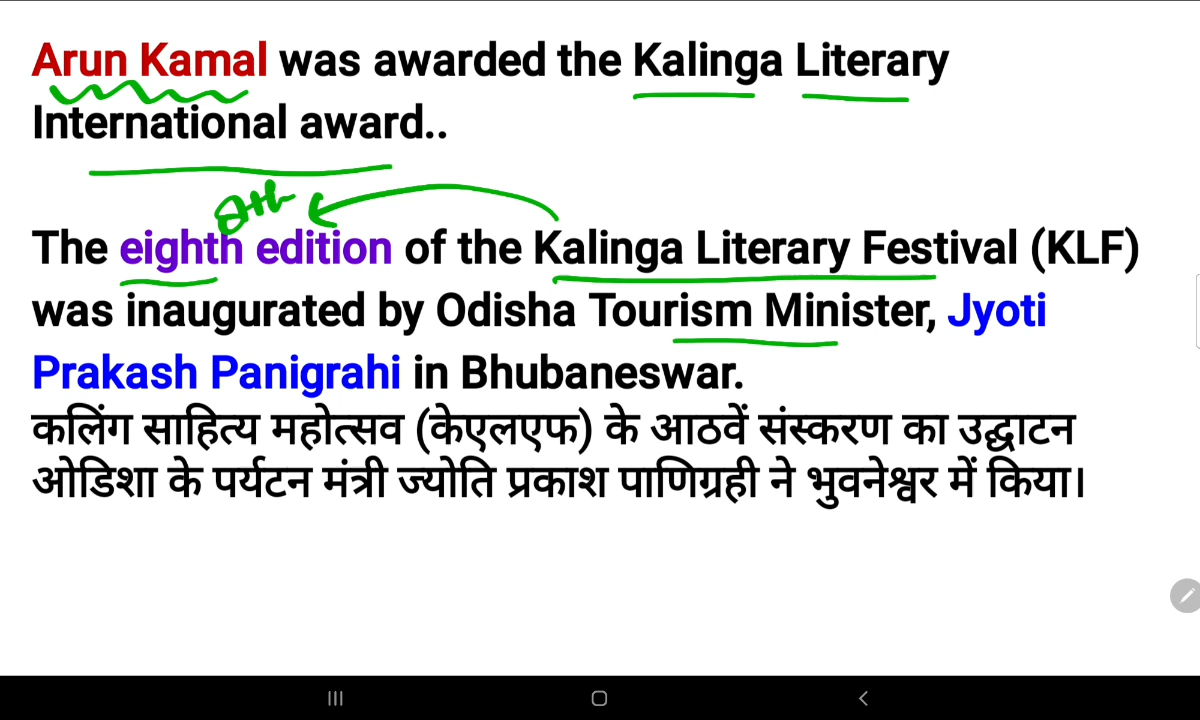 Arun Kamal was awarded the Kalinga Literary
International award..
8th
The eighth edition of the Kalinga Literary Festival (KLF)
was inaugurated by Odisha Tourism Minister, Jyoti
Prakash Panigrahi in Bhubaneswar.
कलिंग साहित्य महोत्सव (केएलएफ) के आठवें संस्करण का उद्घाटन
ओडिशा के पर्यटन मंत्री ज्योति प्रकाश पाणिग्रही ने भुवनेश्वर में किया।